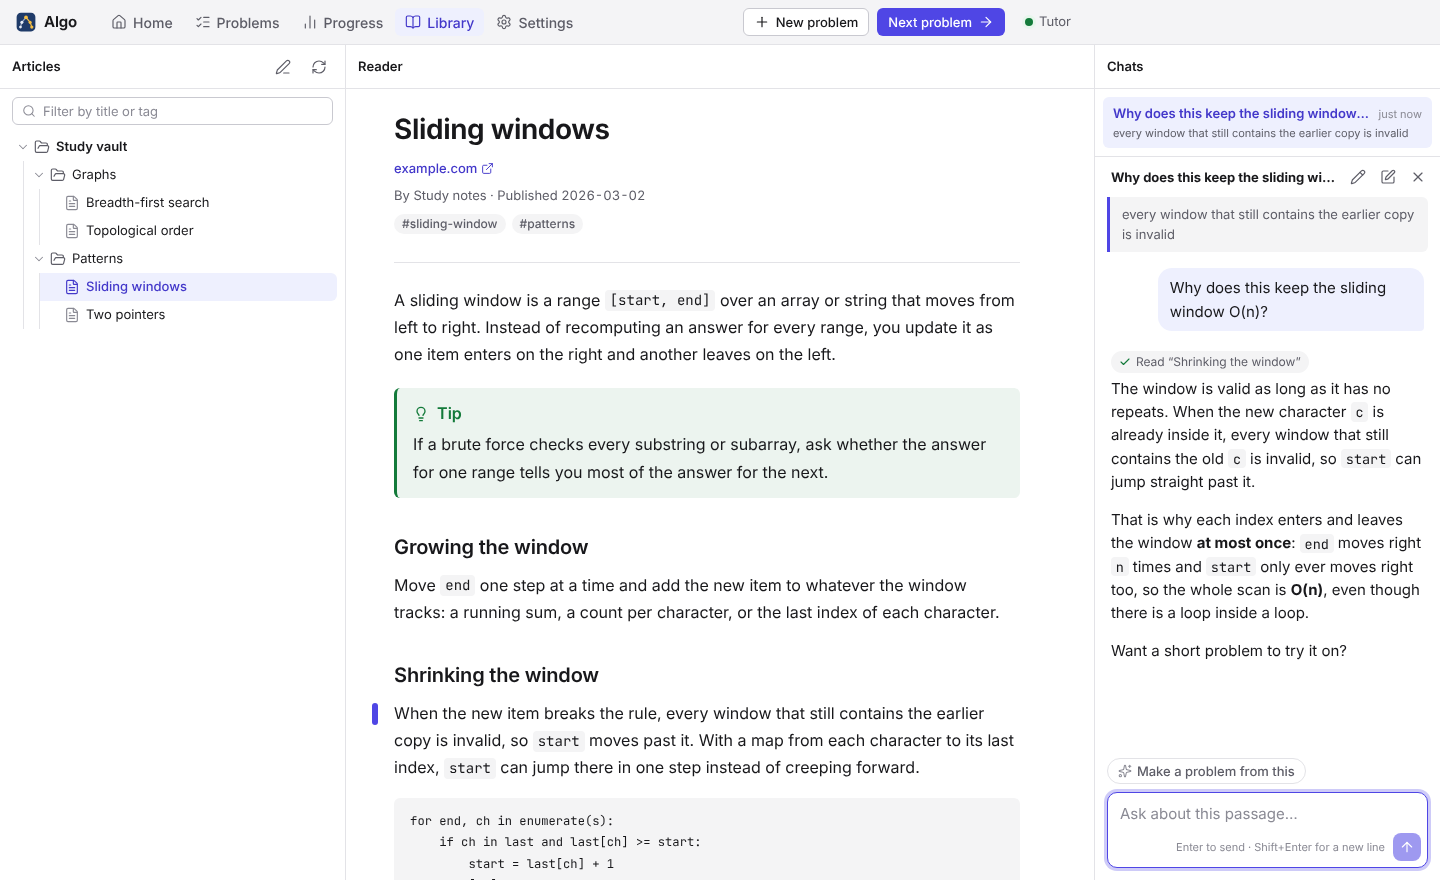 Algo
Home
Problems
Progress
Library
Settings
New problem
Next problem
Tutor
Articles
Filter by title or tag
Study vault
Graphs
Breadth-first search
Topological order
Patterns
Sliding windows
Two pointers
Reader
Sliding windows
example.com
By Study notes · Published 2026-03-02
#sliding-window #patterns
A sliding window is a range [start, end] over an array or string that moves from
left to right. Instead of recomputing an answer for every range, you update it as
one item enters on the right and another leaves on the left.
Tip
If a brute force checks every substring or subarray, ask whether the answer
for one range tells you most of the answer for the next.
Growing the window
Move end one step at a time and add the new item to whatever the window
tracks: a running sum, a count per character, or the last index of each character.
Shrinking the window
When the new item breaks the rule, every window that still contains the earlier
copy is invalid, so start moves past it. With a map from each character to its last
index, start can jump there in one step instead of creeping forward.
for end, ch in enumerate(s):
    if ch in last and last[ch] >= start:
        start = last[ch] + 1
Chats
Why does this keep the sliding window... just now
every window that still contains the earlier copy is invalid
Why does this keep the sliding wi...
every window that still contains the earlier copy
is invalid
Why does this keep the sliding
window O(n)?
Read “Shrinking the window”
The window is valid as long as it has no
repeats. When the new character c is
already inside it, every window that still
contains the old c is invalid, so start can
jump straight past it.
That is why each index enters and leaves
the window at most once: end moves right
n times and start only ever moves right
too, so the whole scan is O(n), even though
there is a loop inside a loop.
Want a short problem to try it on?
Make a problem from this
Ask about this passage...
Enter to send · Shift+Enter for a new line